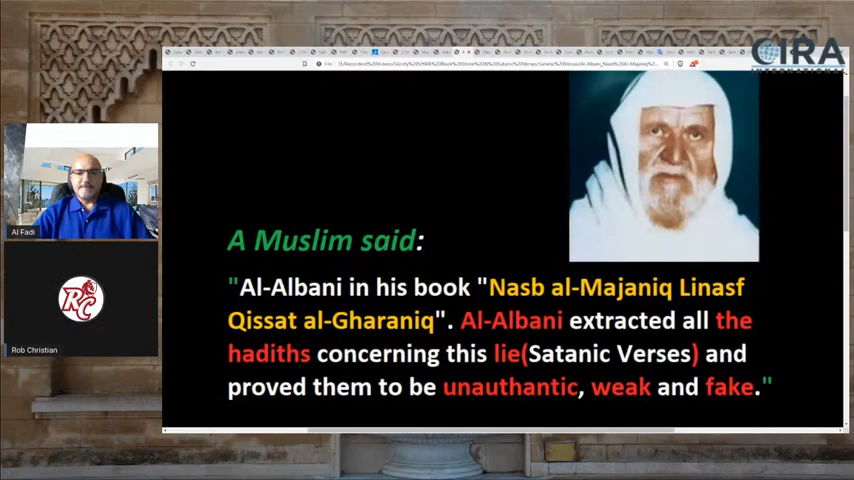 CIRA
INTERNATIONAL
A Muslim said:
"Al-Albani in his book "Nasb al-Majaniq Linasf
Qissat al-Gharaniq". Al-Albani extracted all the
hadiths concerning this lie(Satanic Verses) and
proved them to be unauthantic, weak and fake."
Al Fadi
RC
Rob Christian